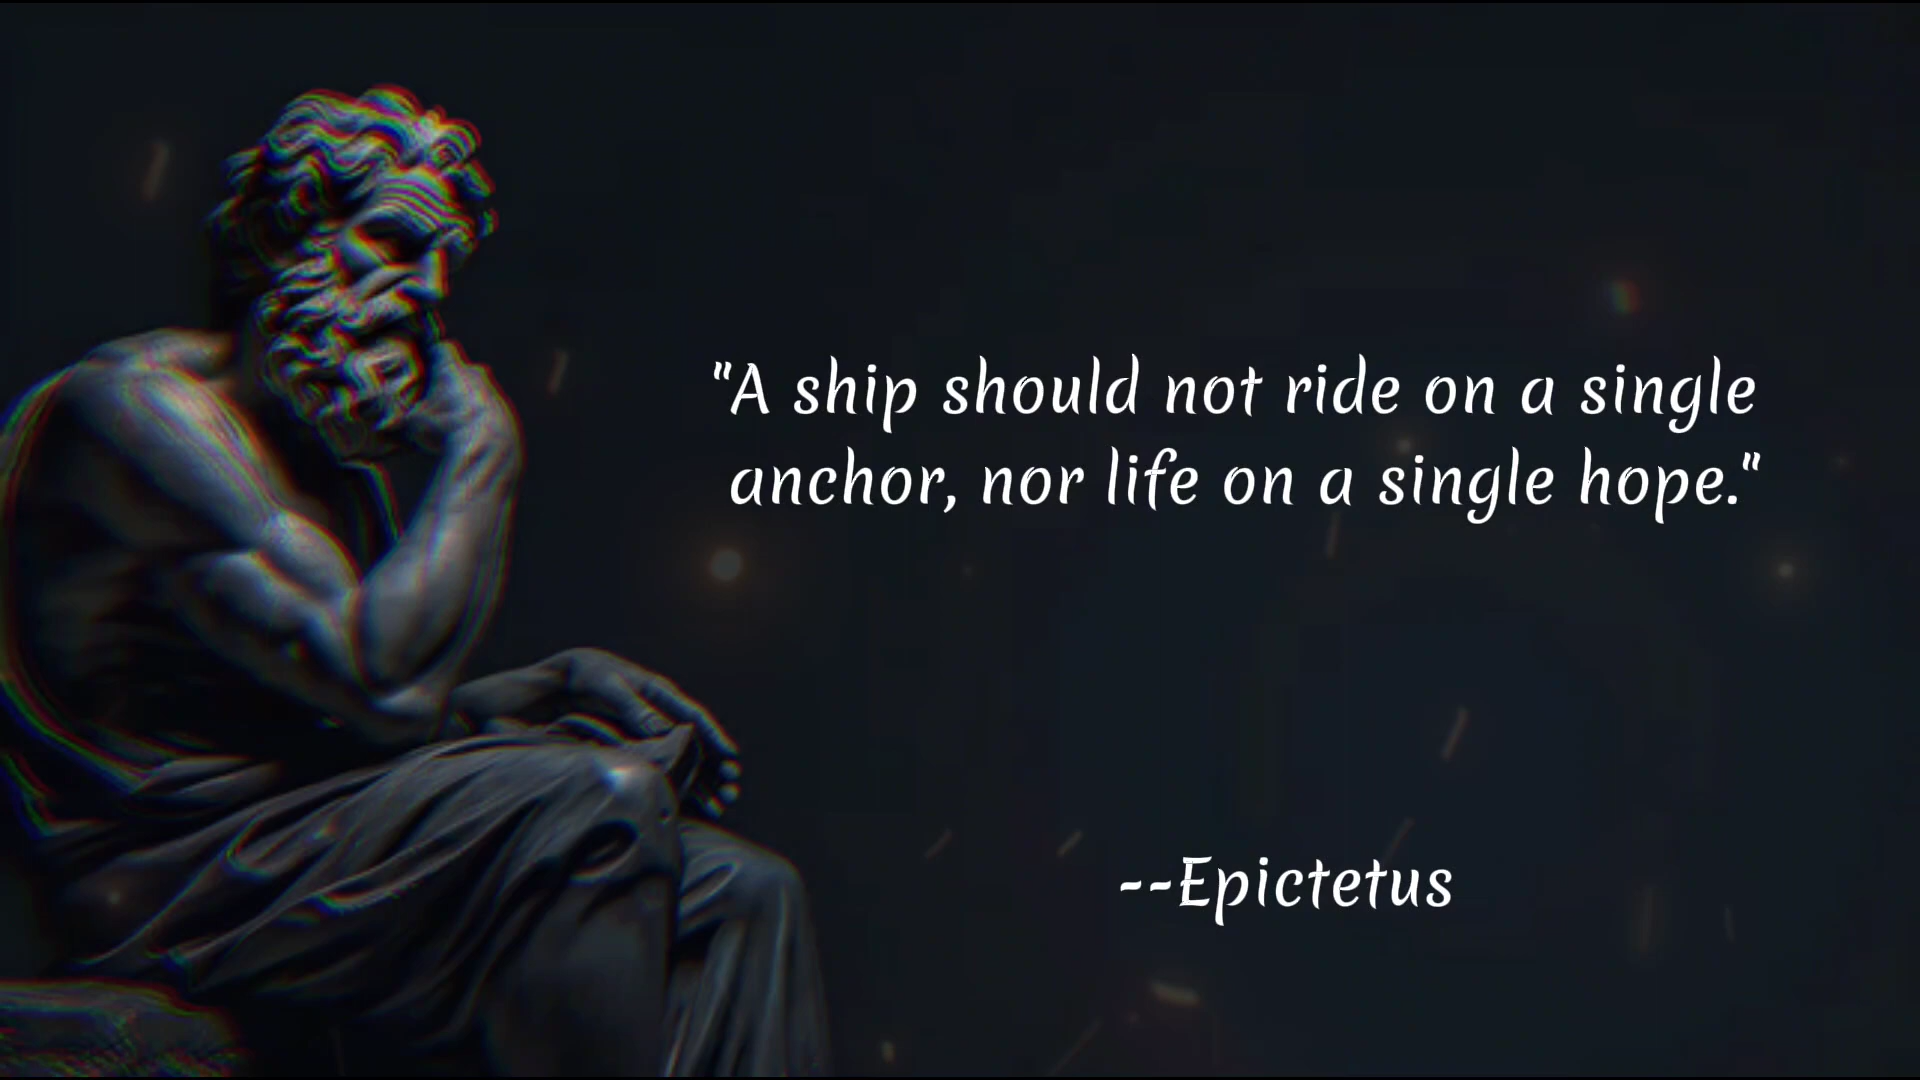 "A ship should not ride on a single
anchor, nor life on a single hope."
--Epictetus